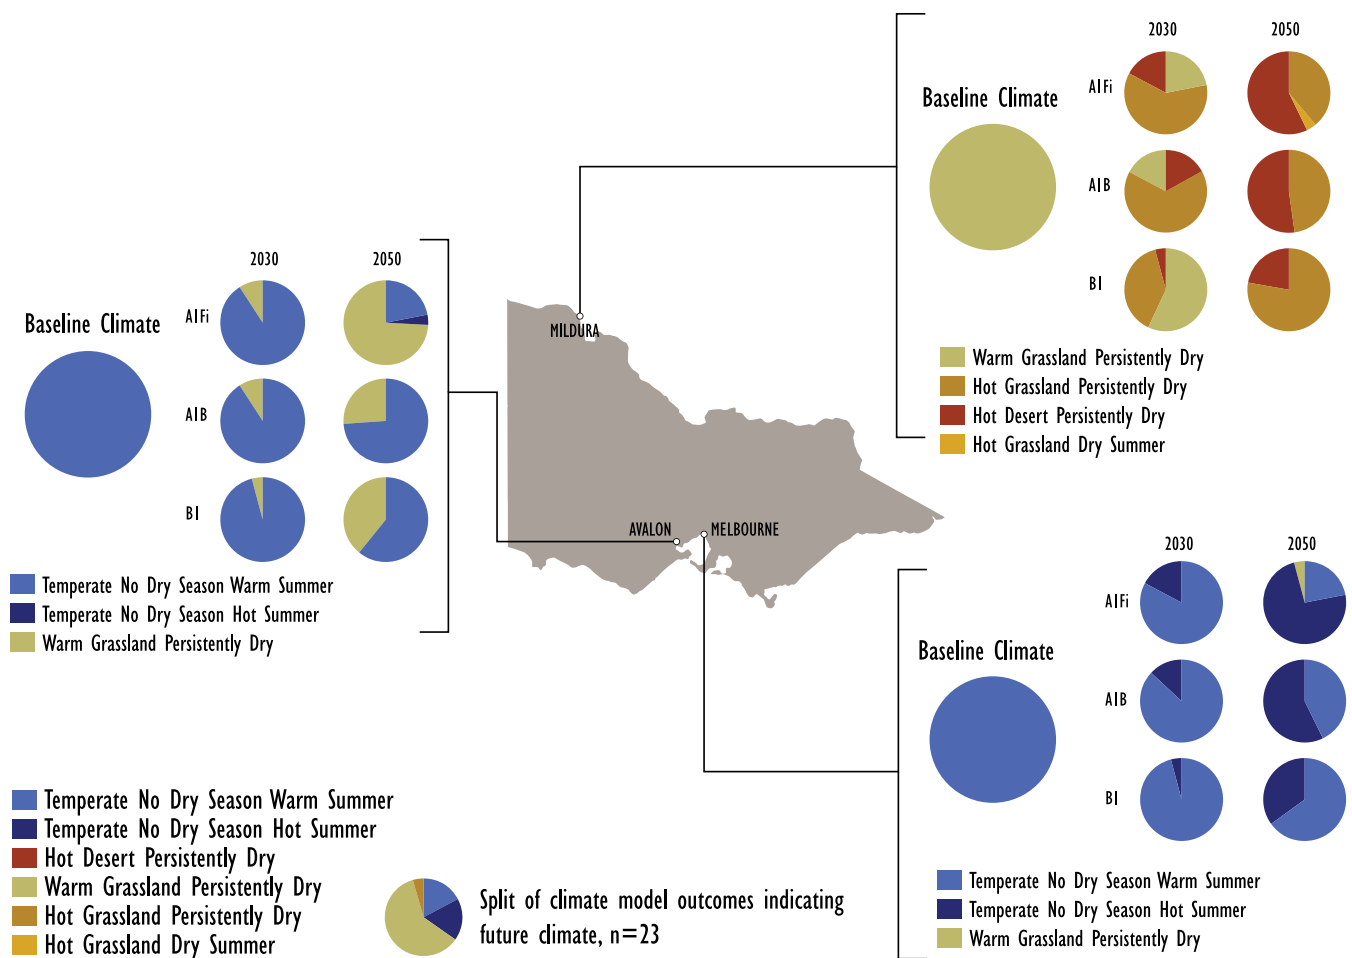 2030 2050
Baseline Climate
AIFi
AIB
BI
Warm Grassland Persistently Dry
Hot Grassland Persistently Dry
Hot Desert Persistently Dry
Hot Grassland Dry Summer
2030 2050
Baseline Climate
AIFi
AIB
BI
Temperate No Dry Season Warm Summer
Temperate No Dry Season Hot Summer
Warm Grassland Persistently Dry
MILDURA
AVALON
MELBOURNE
2030 2050
Baseline Climate
AIFi
AIB
BI
Temperate No Dry Season Warm Summer
Temperate No Dry Season Hot Summer
Warm Grassland Persistently Dry
Temperate No Dry Season Warm Summer
Temperate No Dry Season Hot Summer
Hot Desert Persistently Dry
Warm Grassland Persistently Dry
Hot Grassland Persistently Dry
Hot Grassland Dry Summer
Split of climate model outcomes indicating
future climate, n=23